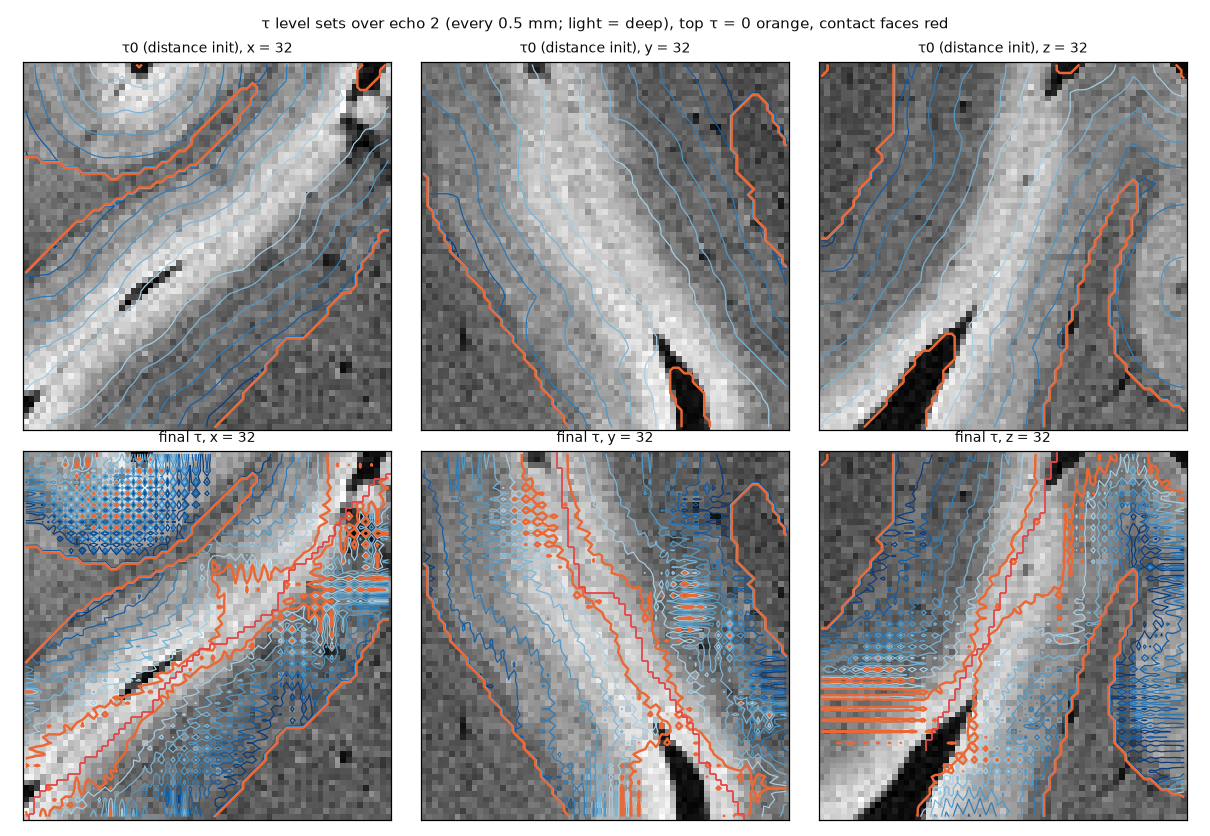 τ level sets over echo 2 (every 0.5 mm; light = deep), top τ = 0 orange, contact faces red
τ0 (distance init), x = 32
τ0 (distance init), y = 32
τ0 (distance init), z = 32
final τ, x = 32
final τ, y = 32
final τ, z = 32